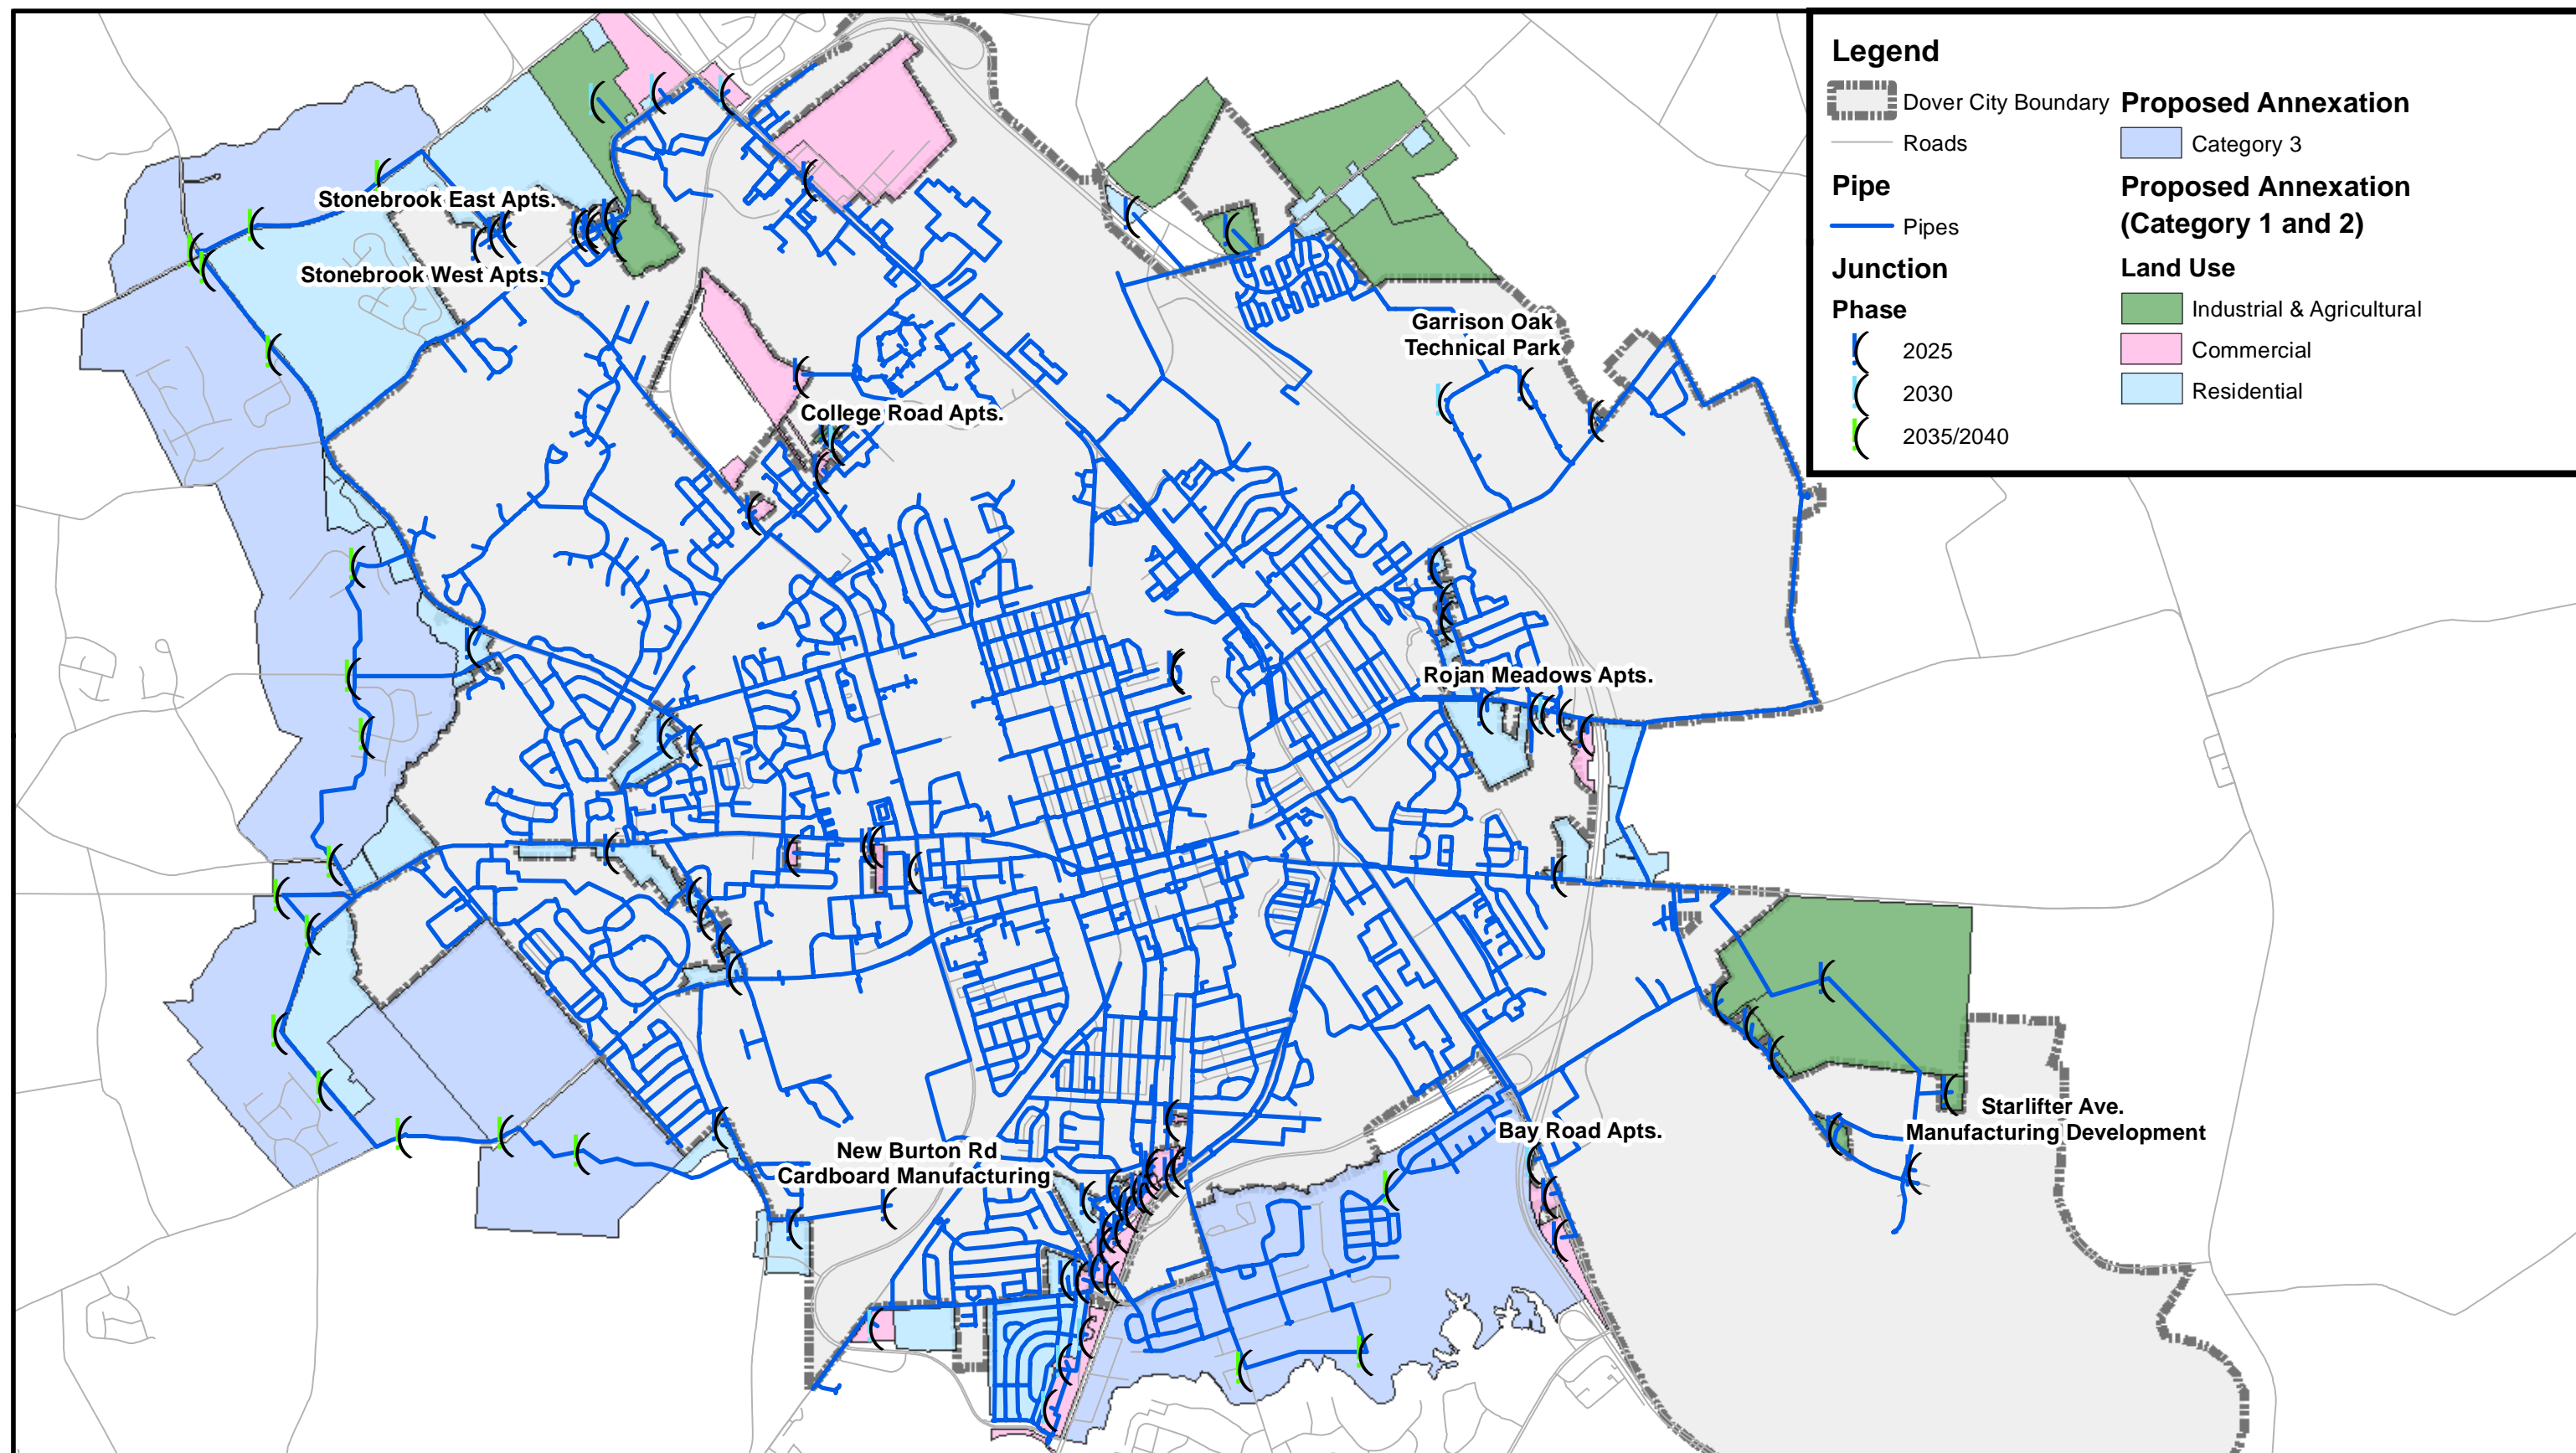 Legend
Dover City Boundary
Roads
Pipe
Pipes
Junction
Phase
2025
2030
2035/2040
Proposed Annexation
Category 3
Proposed Annexation
(Category 1 and 2)
Land Use
Industrial & Agricultural
Commercial
Residential
Stonebrook East Apts.
Stonebrook West Apts.
Garrison Oak
Technical Park
College Road Apts.
Rojan Meadows Apts.
Starlifter Ave.
Manufacturing Development
Bay Road Apts.
New Burton Rd
Cardboard Manufacturing